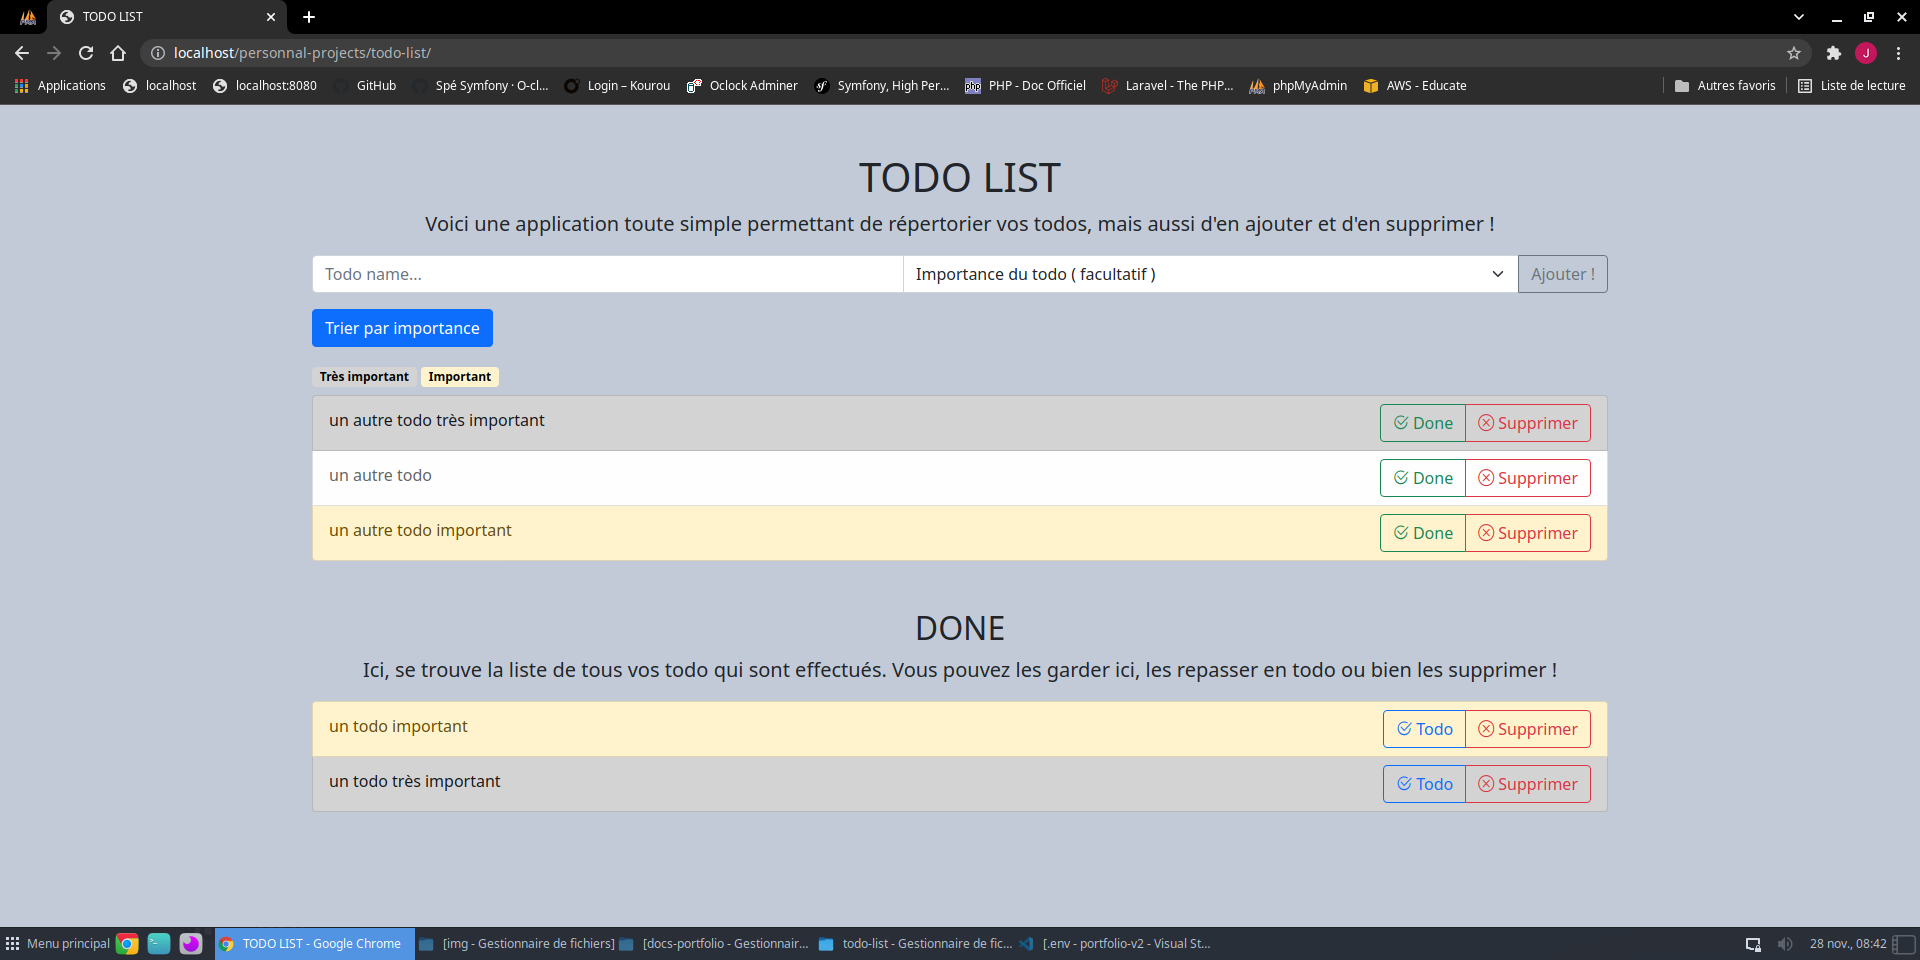 TODO LIST
localhost/personnal-projects/todo-list/
J
Applications localhost localhost:8080 GitHub Spé Symfony · O-cl... Login – Kourou Oclock Adminer Symfony, High Per... PHP - Doc Officiel Laravel - The PHP... phpMyAdmin AWS - Educate Autres favoris Liste de lecture
TODO LIST
Voici une application toute simple permettant de répertorier vos todos, mais aussi d'en ajouter et d'en supprimer !
Todo name... Importance du todo ( facultatif ) Ajouter !
Trier par importance
Très important Important
un autre todo très important Done Supprimer
un autre todo Done Supprimer
un autre todo important Done Supprimer
DONE
Ici, se trouve la liste de tous vos todo qui sont effectués. Vous pouvez les garder ici, les repasser en todo ou bien les supprimer !
un todo important Todo Supprimer
un todo très important Todo Supprimer
Menu principal TODO LIST - Google Chrome [img - Gestionnaire de fichiers] [docs-portfolio - Gestionnair... todo-list - Gestionnaire de fic... [.env - portfolio-v2 - Visual St... 28 nov., 08:42